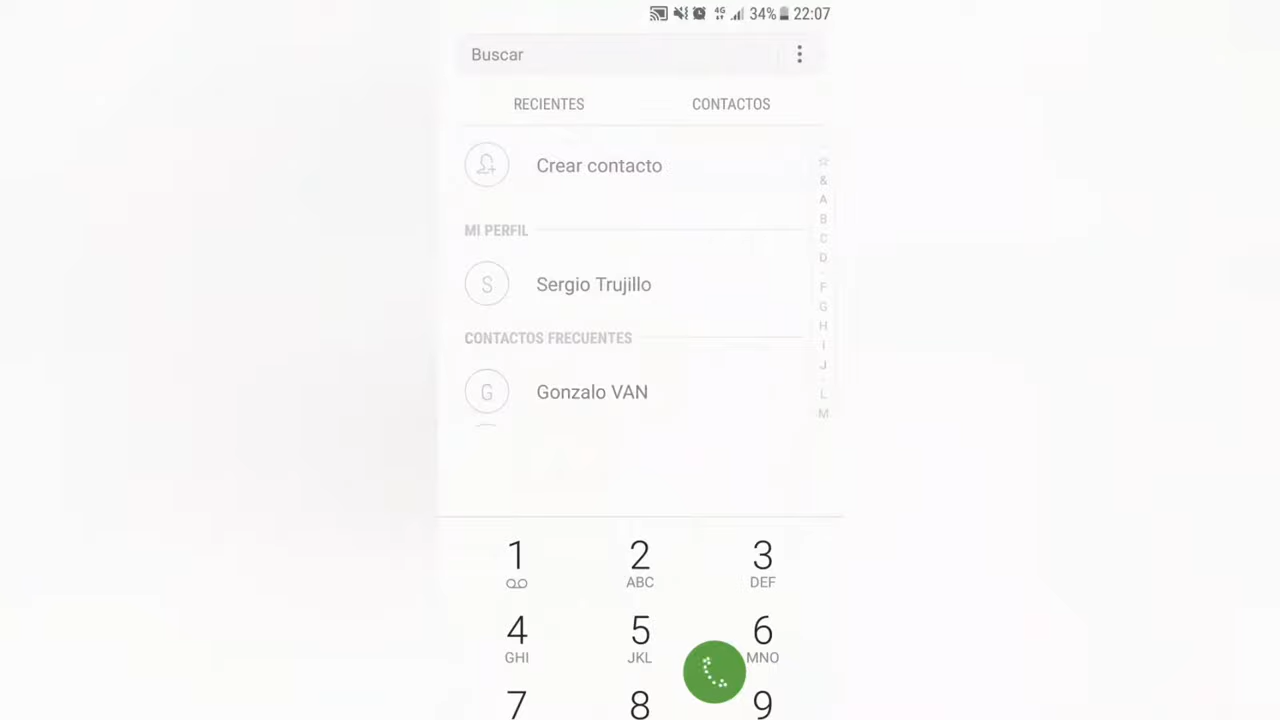 4G 34% 22:07
Buscar
RECIENTES CONTACTOS
Crear contacto
MI PERFIL
S Sergio Trujillo
CONTACTOS FRECUENTES
G Gonzalo VAN
&
A
B
C
D
F
G
H
I
J
L
M
1 2 3
ABC DEF
4 5 6
GHI JKL MNO
7 8 9